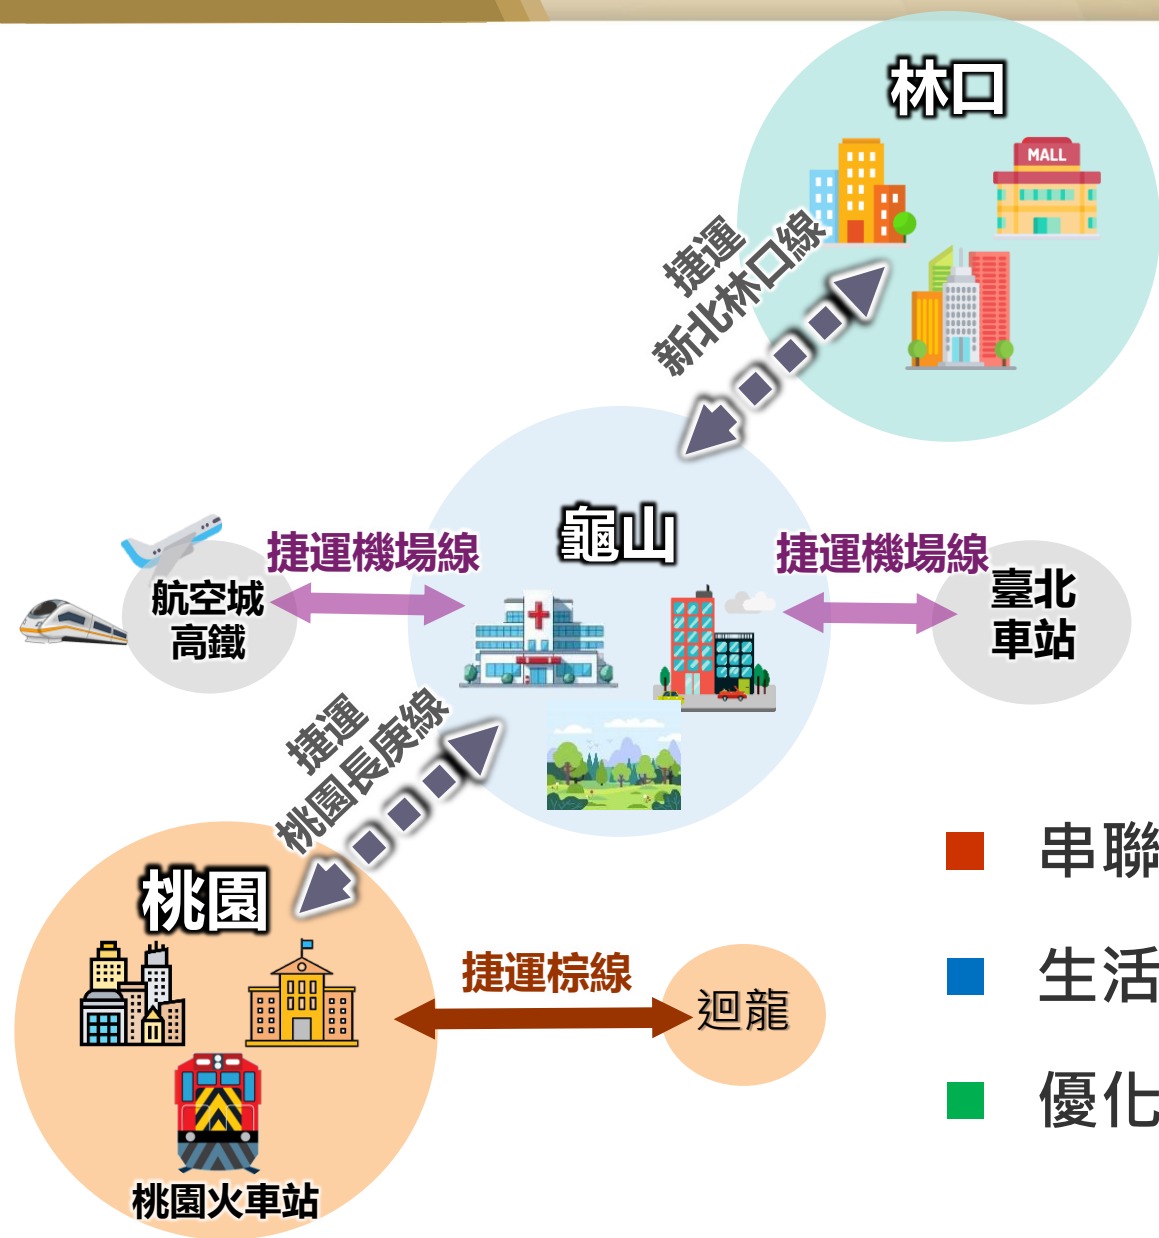 林口
MALL
捷運
新北林口線
龜山
捷運機場線
捷運機場線
航空城
高鐵
臺北
車站
捷運
桃園長庚線
桃園
捷運棕線
迴龍
桃園火車站
串聯
生活
優化